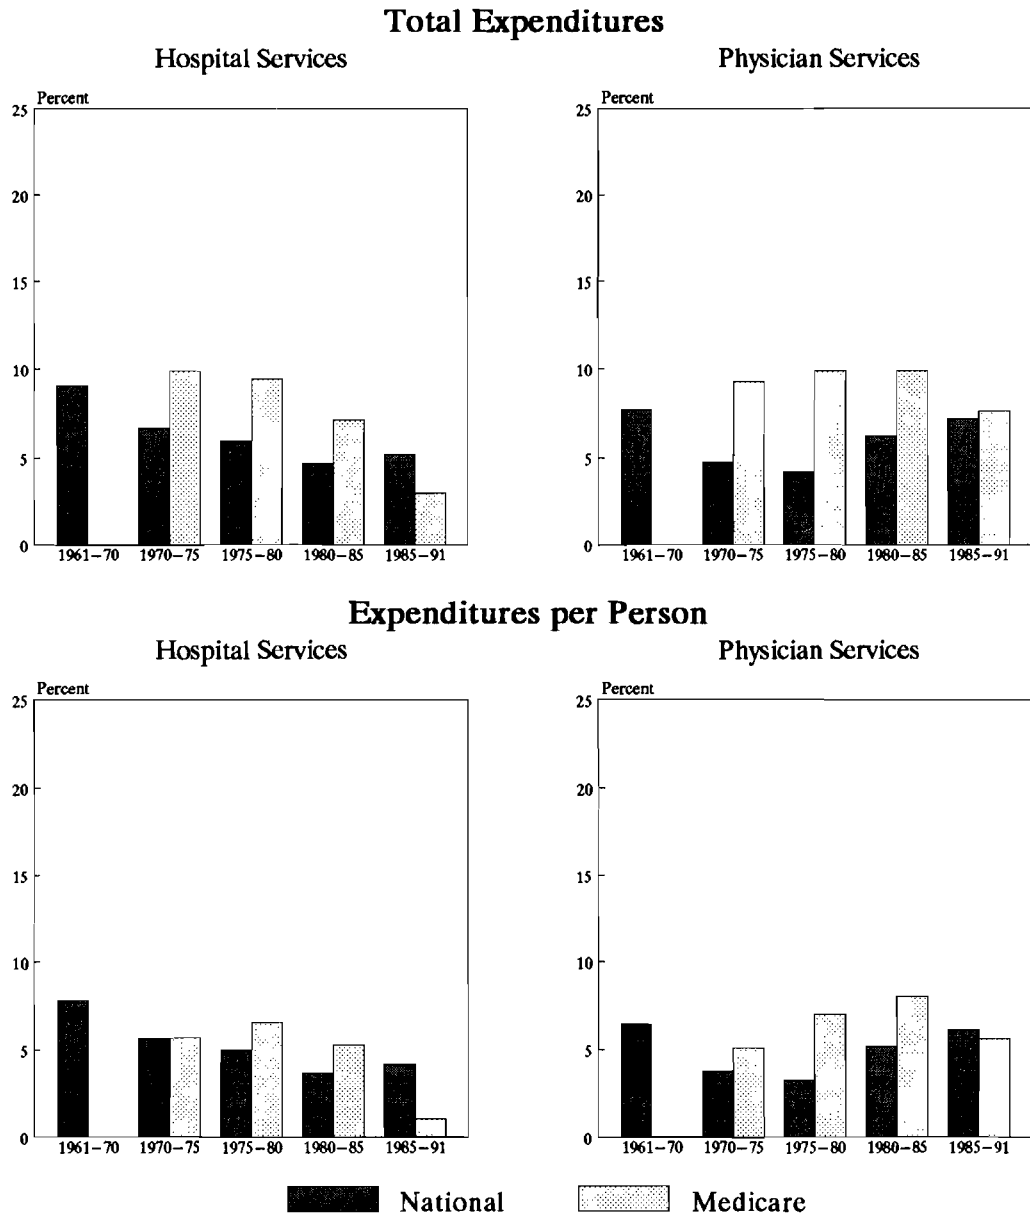 Total Expenditures
Hospital Services
Physician Services
Percent
25
20
15
10
5
0
1961–70 1970–75 1975–80 1980–85 1985–91
Percent
25
20
15
10
5
0
1961–70 1970–75 1975–80 1980–85 1985–91
Expenditures per Person
Hospital Services
Physician Services
Percent
25
20
15
10
5
0
1961–70 1970–75 1975–80 1980–85 1985–91
Percent
25
20
15
10
5
0
1961–70 1970–75 1975–80 1980–85 1985–91
National Medicare